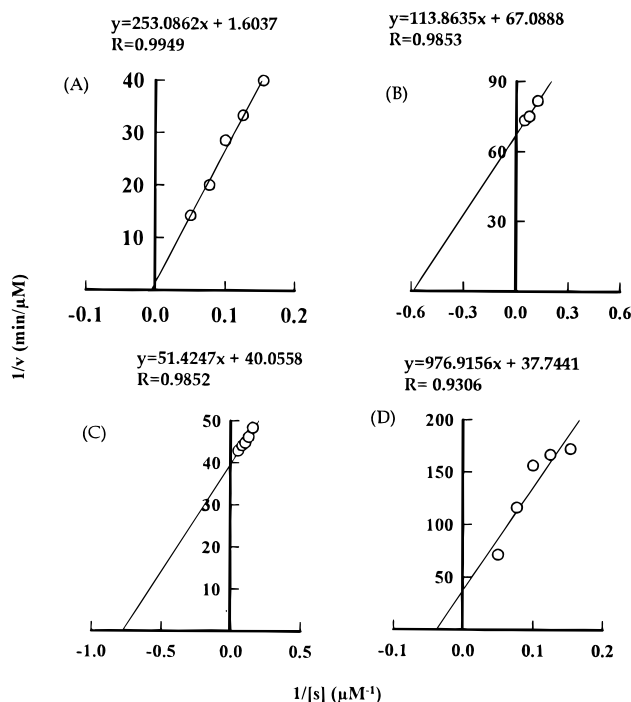 y=253.0862x + 1.6037
R=0.9949
y=113.8635x + 67.0888
R=0.9853
(A)
40
30
20
10
-0.1 0.0 0.1 0.2
(B)
90
60
30
-0.6 -0.3 0.0 0.3 0.6
1/v (min/µM)
y=51.4247x + 40.0558
R=0.9852
y=976.9156x + 37.7441
R= 0.9306
(C)
50
40
30
20
10
-1.0 -0.5 0.0 0.5
(D)
200
150
100
50
-0.1 0.0 0.1 0.2
1/[s] (µM⁻¹)